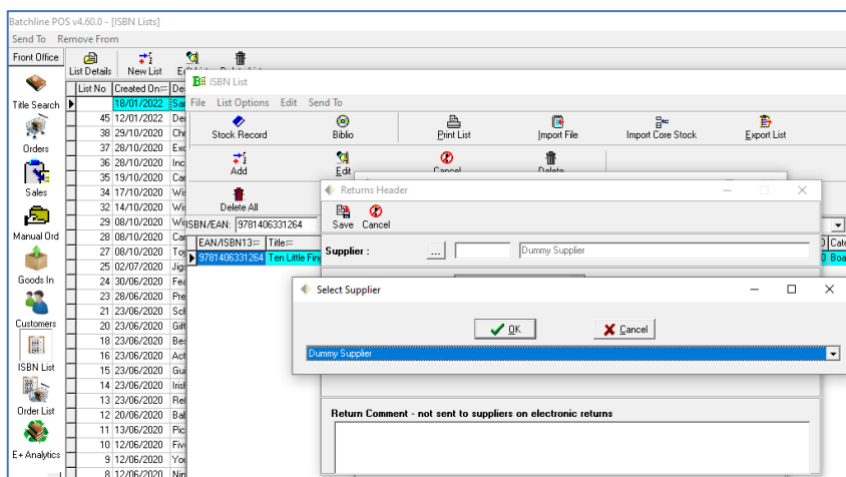 Batchline POS v4.60.0 - [ISBN Lists]
Send To Remove From
Front Office
List Details New List
ISBN List
List No Created On
File List Options Edit Send To
Title Search
Orders
Sales
Manual Ord
Goods In
Customers
ISBN List
Order List
E+ Analytics
18/01/2022
45 12/01/2022
38 29/10/2020
37 28/10/2020
36 28/10/2020
35 19/10/2020
34 17/10/2020
32 14/10/2020
29 08/10/2020
28 08/10/2020
27 08/10/2020
25 02/07/2020
24 30/06/2020
23 28/06/2020
21 23/06/2020
20 23/06/2020
18 23/06/2020
16 23/06/2020
15 23/06/2020
14 23/06/2020
13 23/06/2020
12 20/06/2020
11 13/06/2020
10 12/06/2020
9 12/06/2020
8 12/06/2020
Stock Record Biblio Print List Import File Import Core Stock Export List
Add Edit Cancel Delete
Delete All
ISBN/EAN: 9781406331264
EAN/ISBN13 Title
9781406331264 Ten Little Fin
Returns Header
Save Cancel
Supplier : ... Dummy Supplier
Select Supplier
OK Cancel
Dummy Supplier
Return Comment - not sent to suppliers on electronic returns